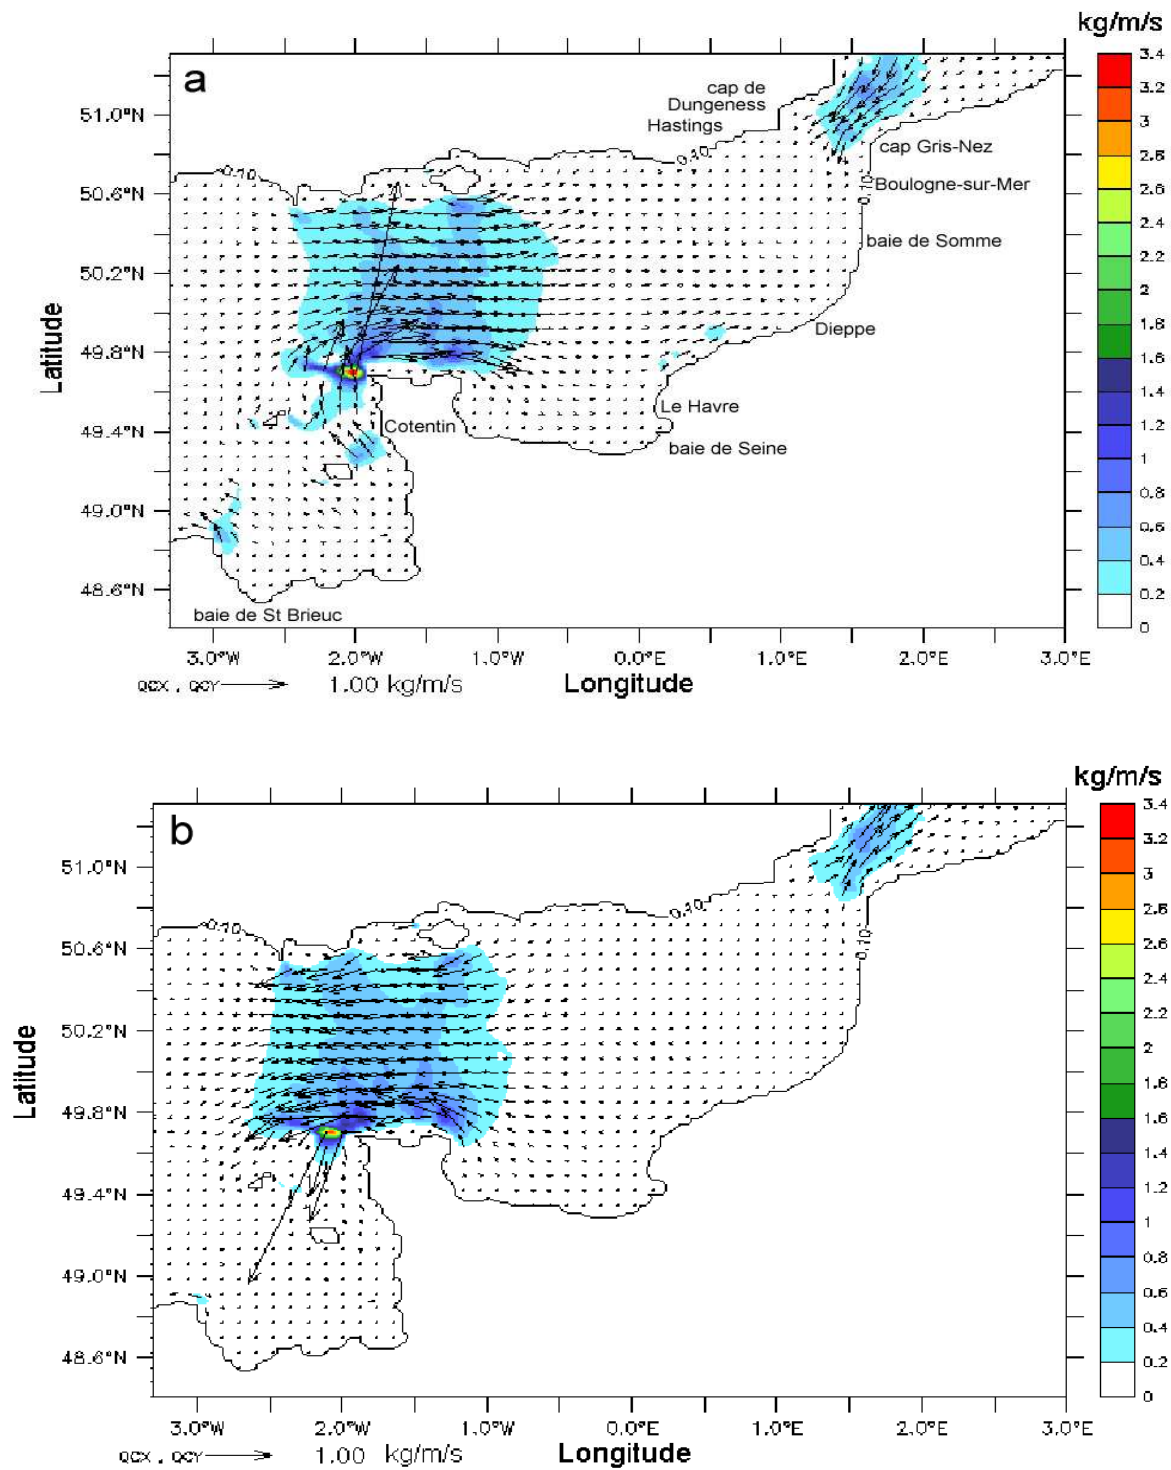 kg/m/s
a
3.4
3.2
3
2.8
2.6
2.4
2.2
2
1.8
1.6
1.4
1.2
1
0.8
0.6
0.4
0.2
0
cap de
Dungeness
Hastings
cap Gris-Nez
Boulogne-sur-Mer
baie de Somme
Dieppe
Le Havre
Cotentin
baie de Seine
baie de St Brieuc
0.10
0.10
0.10
51.0°N
50.6°N
50.2°N
49.8°N
49.4°N
49.0°N
48.6°N
Latitude
3.0°W 2.0°W 1.0°W 0.0°E 1.0°E 2.0°E 3.0°E
QCX , QCY 1.00 kg/m/s Longitude
kg/m/s
b
3.4
3.2
3
2.8
2.6
2.4
2.2
2
1.8
1.6
1.4
1.2
1
0.8
0.6
0.4
0.2
0
0.10
0.10
0.10
51.0°N
50.6°N
50.2°N
49.8°N
49.4°N
49.0°N
48.6°N
Latitude
3.0°W 2.0°W 1.0°W 0.0°E 1.0°E 2.0°E 3.0°E
QCX , QCY 1.00 kg/m/s Longitude